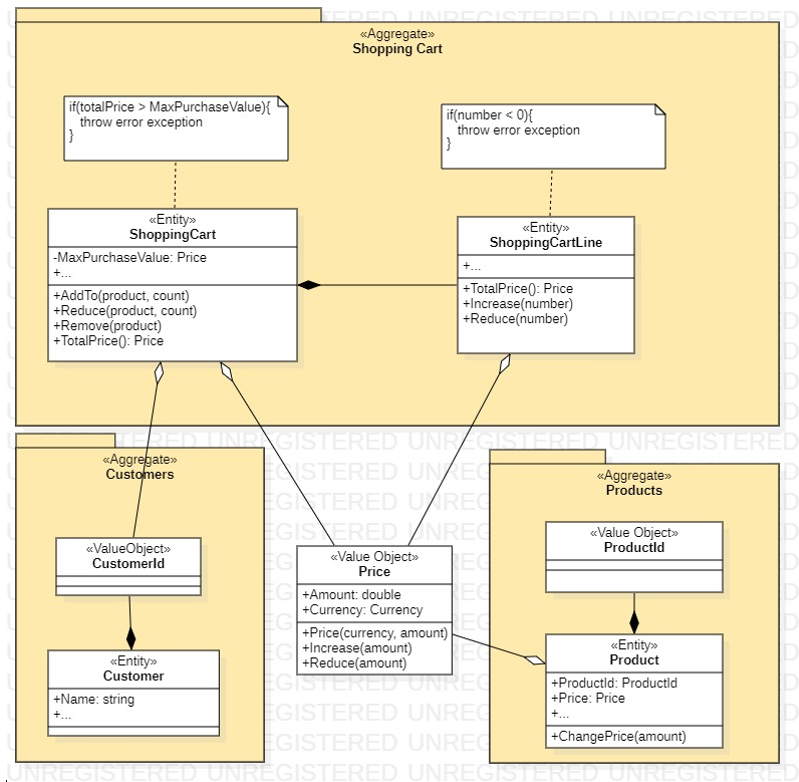 «Aggregate»
Shopping Cart
if(totalPrice > MaxPurchaseValue){
throw error exception
}
if(number < 0){
throw error exception
}
«Entity»
ShoppingCart
-MaxPurchaseValue: Price
+...
+AddTo(product, count)
+Reduce(product, count)
+Remove(product)
+TotalPrice(): Price
«Entity»
ShoppingCartLine
+...
+TotalPrice(): Price
+Increase(number)
+Reduce(number)
«Aggregate»
Customers
«ValueObject»
CustomerId
«Entity»
Customer
+Name: string
+...
«Value Object»
Price
+Amount: double
+Currency: Currency
+Price(currency, amount)
+Increase(amount)
+Reduce(amount)
«Aggregate»
Products
«Value Object»
ProductId
«Entity»
Product
+ProductId: ProductId
+Price: Price
+...
+ChangePrice(amount)
UNREGISTERED UNREGISTERED UNREGISTERED UNREGISTERED